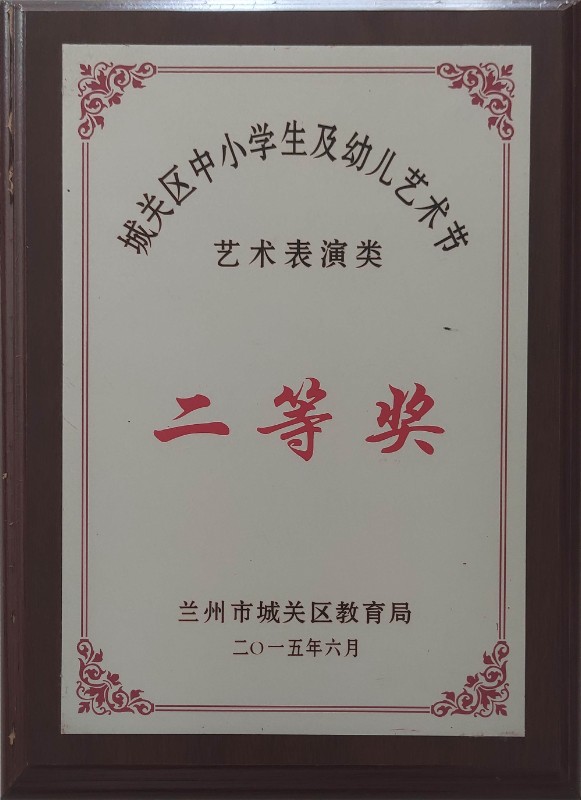 城关区中小学生及幼儿艺术节
艺术表演类
二等奖
兰州市城关区教育局
二〇一五年六月